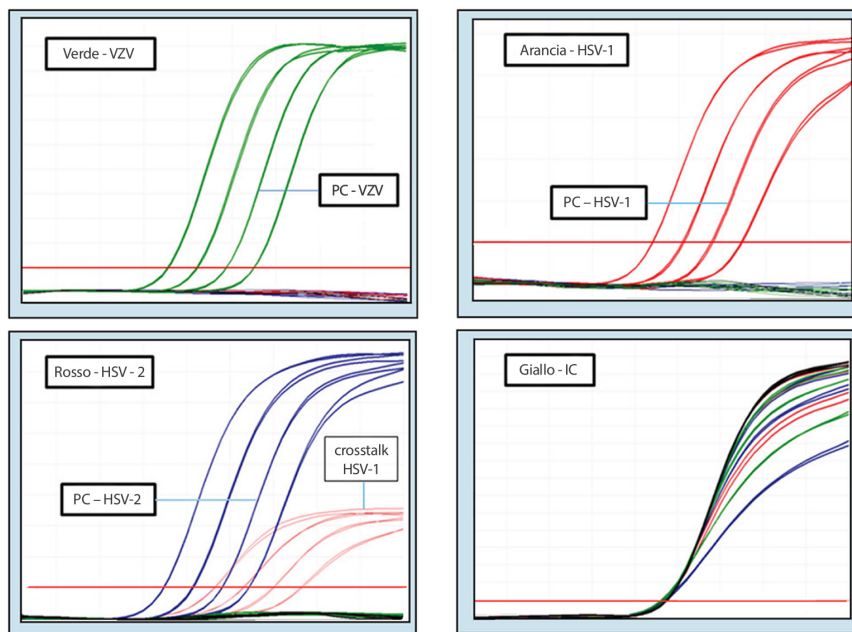 Verde - VZV
PC - VZV
Arancia - HSV-1
PC – HSV-1
Rosso - HSV - 2
crosstalk
HSV-1
PC – HSV-2
Giallo - IC